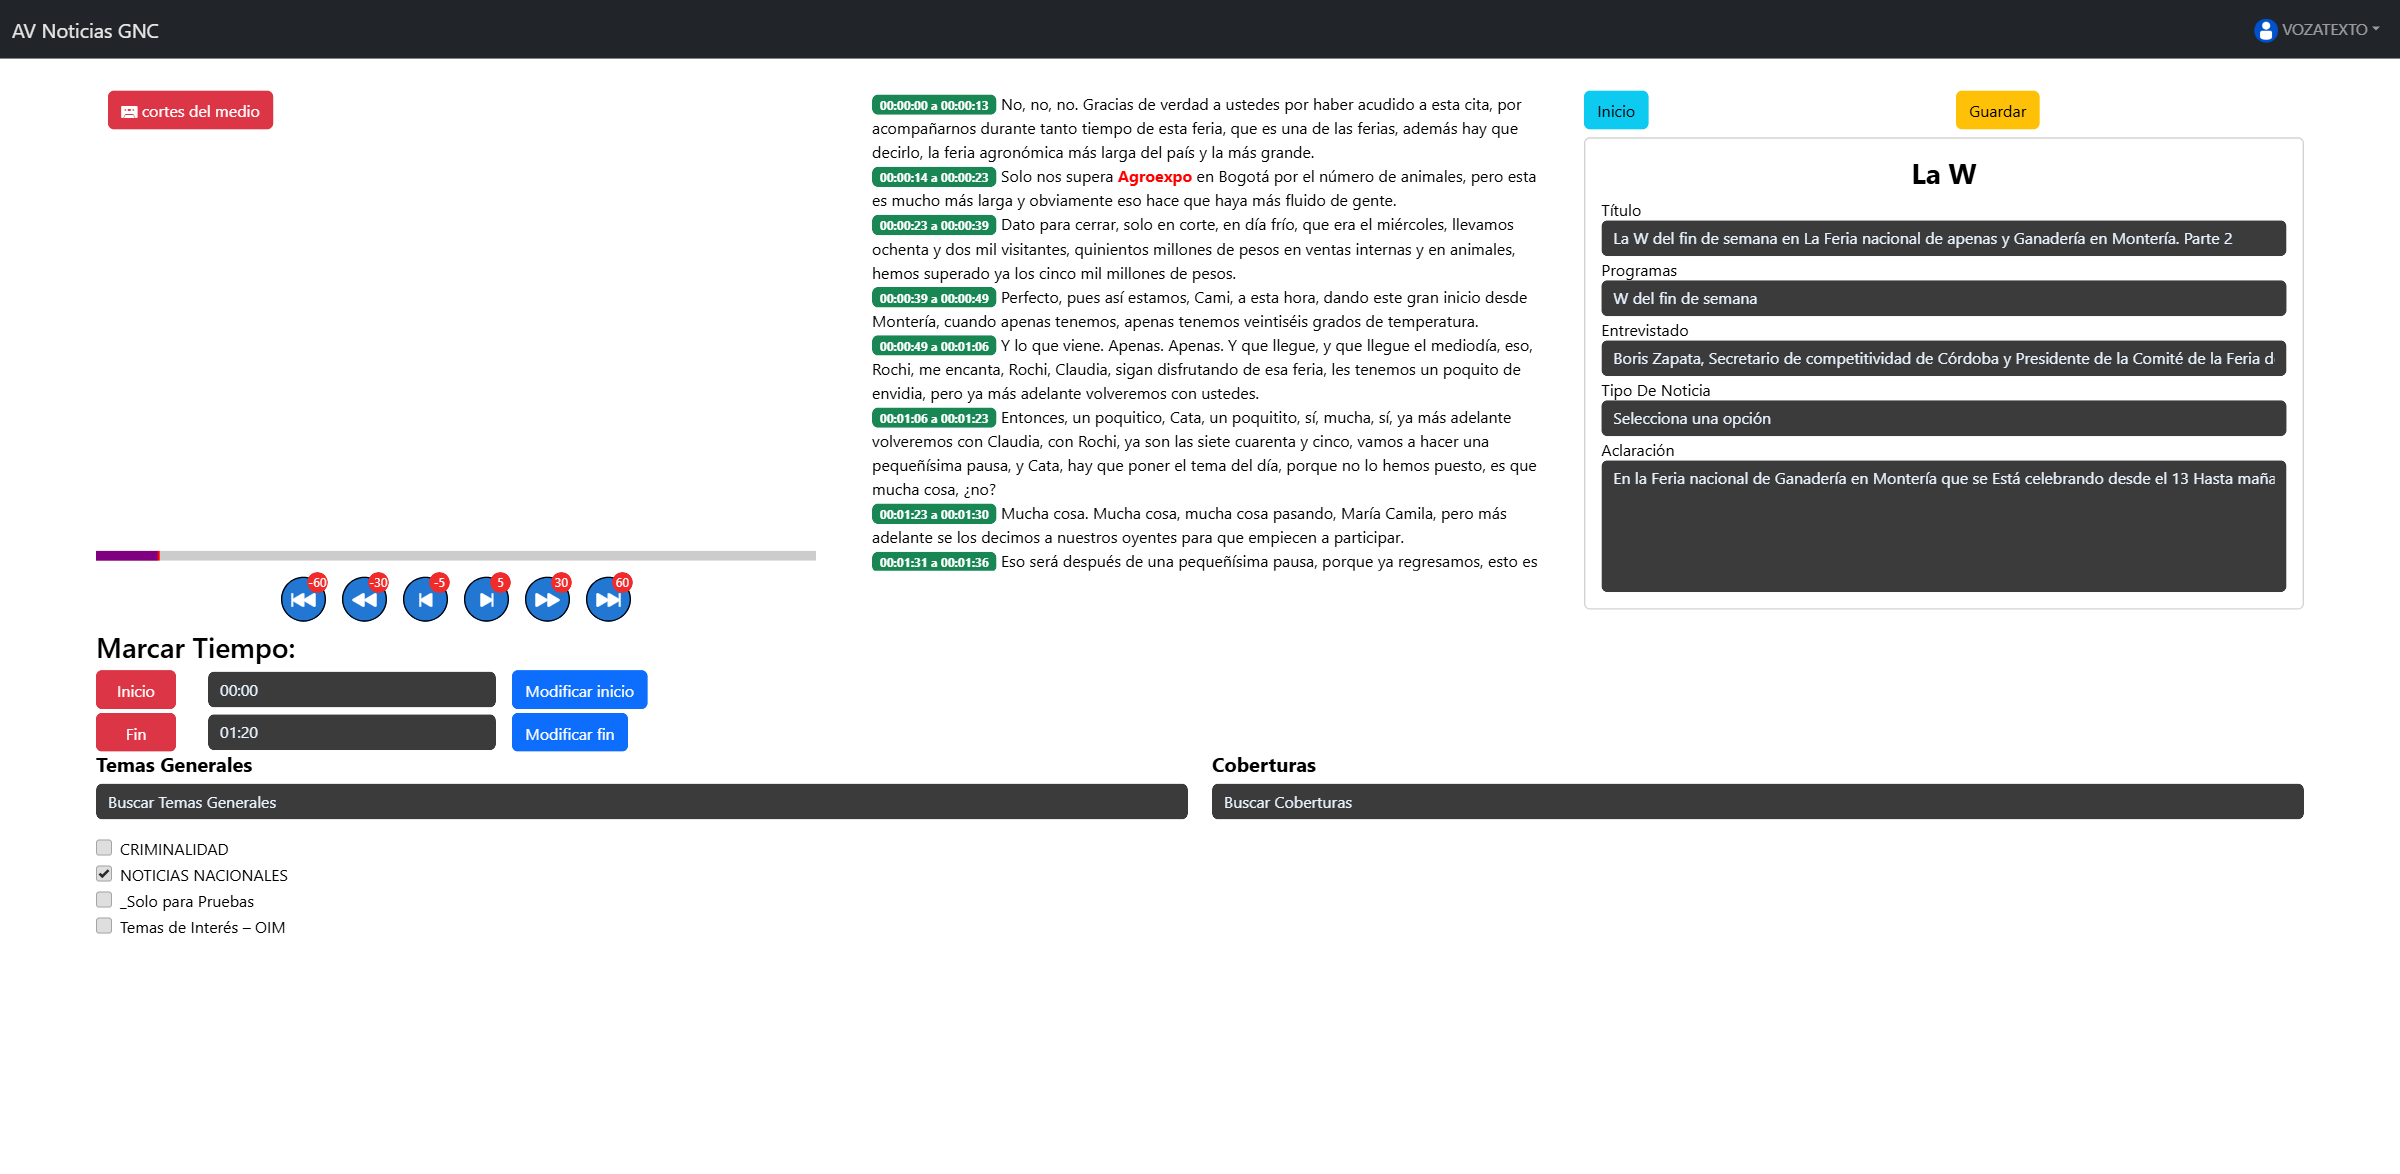 AV Noticias GNC
VOZATEXTO
cortes del medio
-60
-30
-5
5
30
60
Marcar Tiempo:
Inicio
00:00
Modificar inicio
Fin
01:20
Modificar fin
00:00:00 a 00:00:13 No, no, no. Gracias de verdad a ustedes por haber acudido a esta cita, por
acompañarnos durante tanto tiempo de esta feria, que es una de las ferias, además hay que
decirlo, la feria agronómica más larga del país y la más grande.
00:00:14 a 00:00:23 Solo nos supera Agroexpo en Bogotá por el número de animales, pero esta
es mucho más larga y obviamente eso hace que haya más fluido de gente.
00:00:23 a 00:00:39 Dato para cerrar, solo en corte, en día frío, que era el miércoles, llevamos
ochenta y dos mil visitantes, quinientos millones de pesos en ventas internas y en animales,
hemos superado ya los cinco mil millones de pesos.
00:00:39 a 00:00:49 Perfecto, pues así estamos, Cami, a esta hora, dando este gran inicio desde
Montería, cuando apenas tenemos, apenas tenemos veintiséis grados de temperatura.
00:00:49 a 00:01:06 Y lo que viene. Apenas. Apenas. Y que llegue, y que llegue el mediodía, eso,
Rochi, me encanta, Rochi, Claudia, sigan disfrutando de esa feria, les tenemos un poquito de
envidia, pero ya más adelante volveremos con ustedes.
00:01:06 a 00:01:23 Entonces, un poquitico, Cata, un poquitito, sí, mucha, sí, ya más adelante
volveremos con Claudia, con Rochi, ya son las siete cuarenta y cinco, vamos a hacer una
pequeñísima pausa, y Cata, hay que poner el tema del día, porque no lo hemos puesto, es que
mucha cosa, ¿no?
00:01:23 a 00:01:30 Mucha cosa. Mucha cosa, mucha cosa pasando, María Camila, pero más
adelante se los decimos a nuestros oyentes para que empiecen a participar.
00:01:31 a 00:01:36 Eso será después de una pequeñísima pausa, porque ya regresamos, esto es
Inicio
Guardar
La W
Título
La W del fin de semana en La Feria nacional de apenas y Ganadería en Montería. Parte 2
Programas
W del fin de semana
Entrevistado
Boris Zapata, Secretario de competitividad de Córdoba y Presidente de la Comité de la Feria d
Tipo De Noticia
Selecciona una opción
Aclaración
En la Feria nacional de Ganadería en Montería que se Está celebrando desde el 13 Hasta maña
Temas Generales
Buscar Temas Generales
CRIMINALIDAD
NOTICIAS NACIONALES
_Solo para Pruebas
Temas de Interés – OIM
Coberturas
Buscar Coberturas